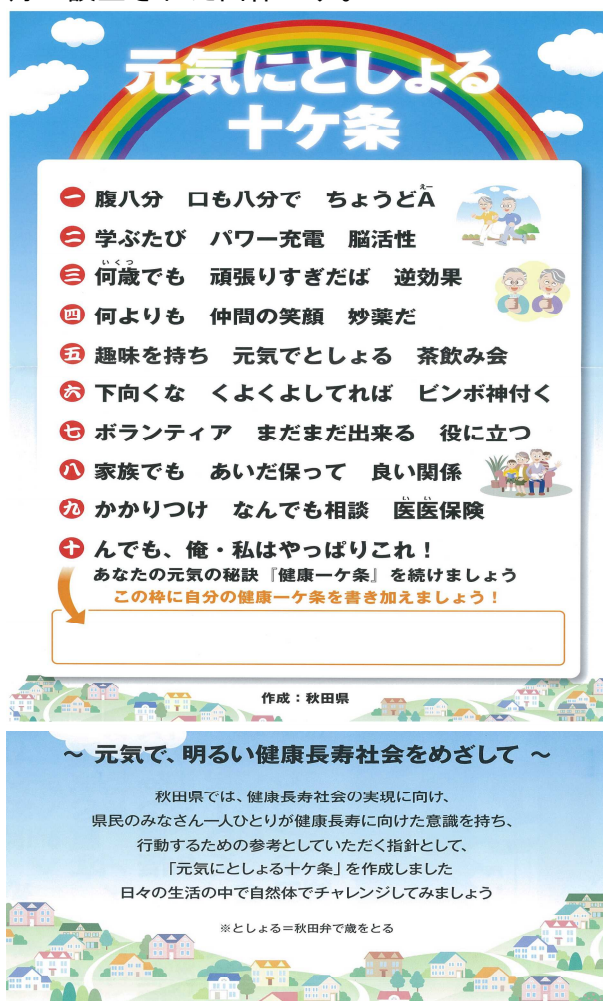 元気にとしょる
十ケ条
一 腹八分 口も八分で ちょうどA
えー
二 学ぶたび パワー充電 脳活性
いくつ
三 何歳でも 頑張りすぎだば 逆効果
四 何よりも 仲間の笑顔 妙薬だ
五 趣味を持ち 元気でとしょる 茶飲み会
六 下向くな くよくよしてれば ビンボ神付く
七 ボランティア まだまだ出来る 役に立つ
八 家族でも あいだ保って 良い関係
いい
九 かかりつけ なんでも相談 医医保険
十 んでも、俺・私はやっぱりこれ！
あなたの元気の秘訣『健康一ケ条』を続けましょう
この枠に自分の健康一ケ条を書き加えましょう！
作成：秋田県
～ 元気で、明るい健康長寿社会をめざして ～
秋田県では、健康長寿社会の実現に向け、
県民のみなさん一人ひとりが健康長寿に向けた意識を持ち、
行動するための参考としていただく指針として、
「元気にとしょる十ケ条」を作成しました
日々の生活の中で自然体でチャレンジしてみましょう
※としょる＝秋田弁で歳をとる